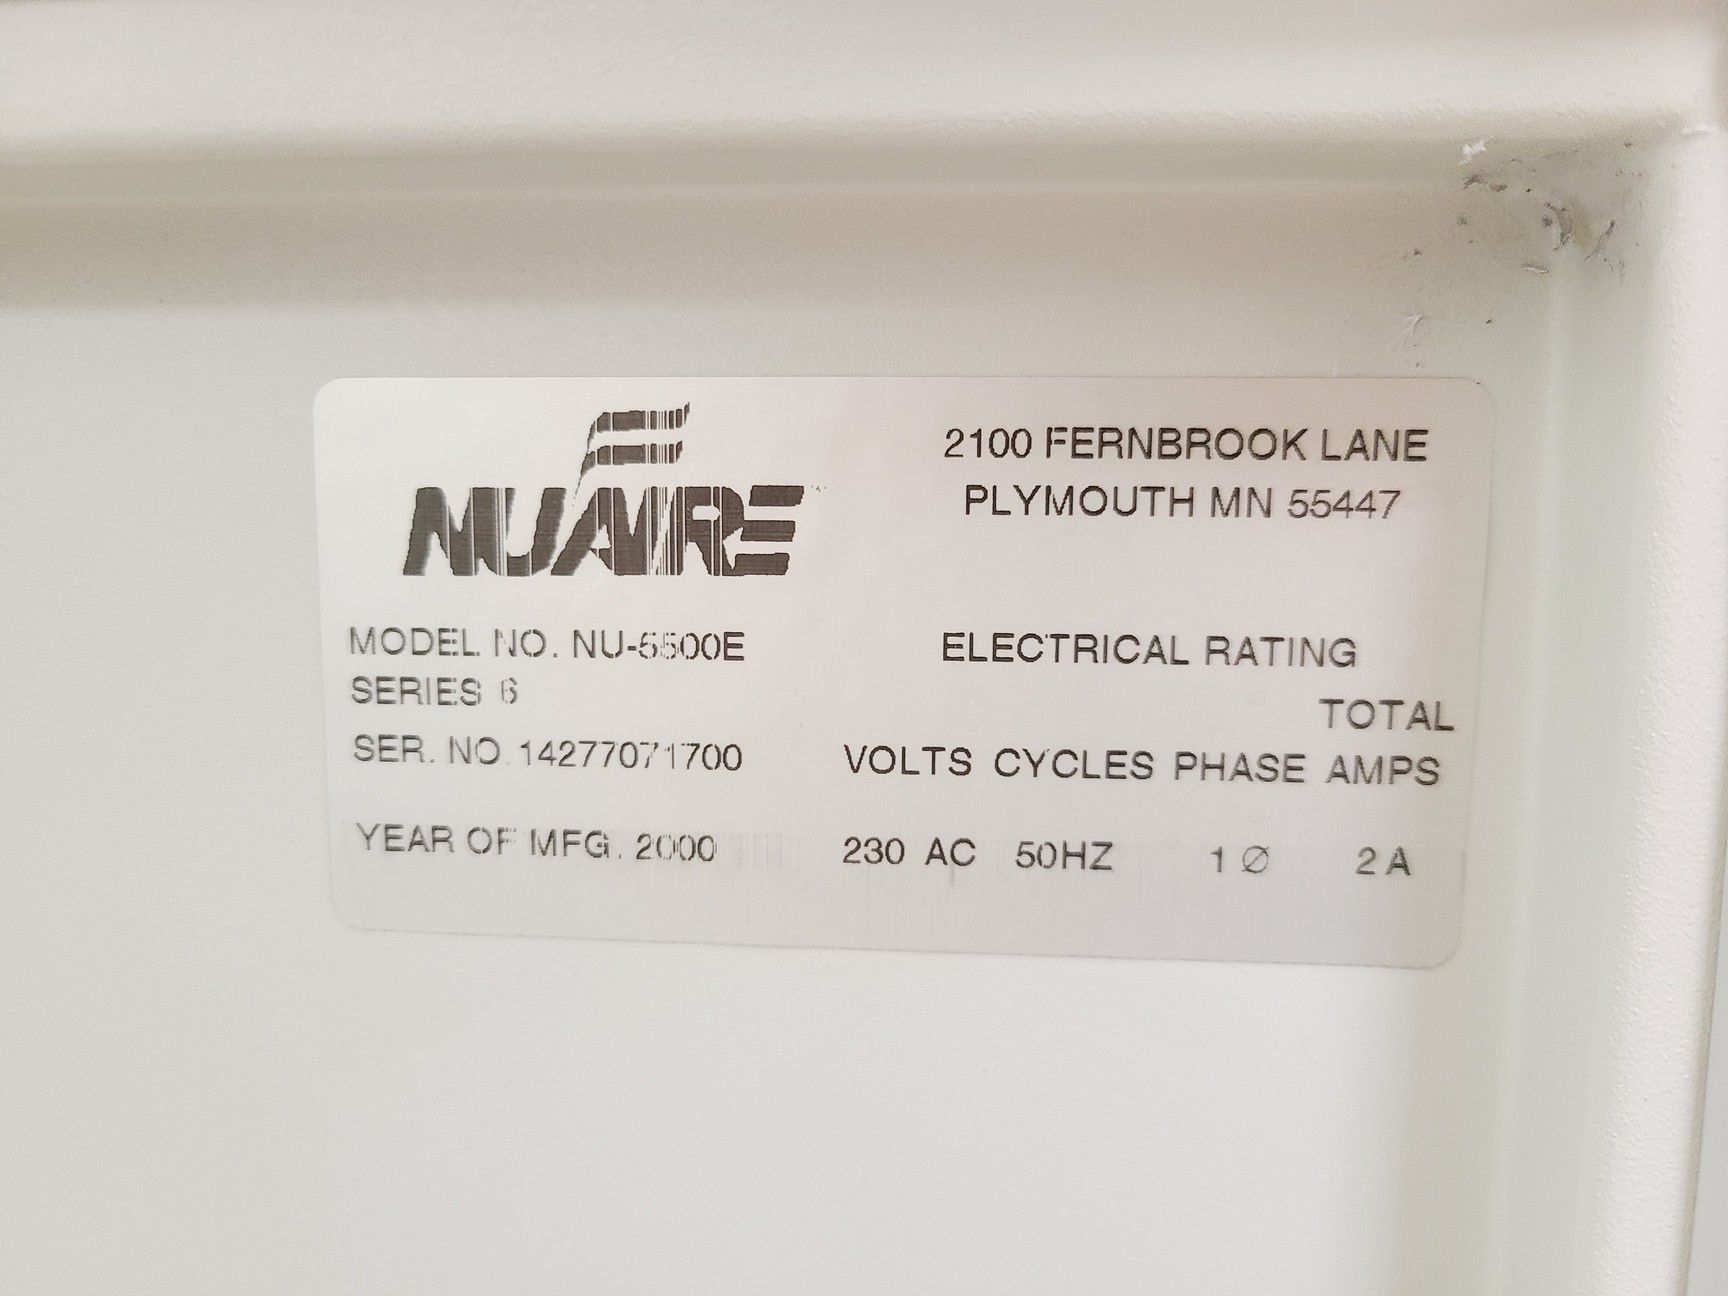 NUAIRE
2100 FERNBROOK LANE
PLYMOUTH MN 55447
MODEL NO. NU-5500E
SERIES 6
SER. NO. 14277071700
YEAR OF MFG. 2000
ELECTRICAL RATING
TOTAL
VOLTS CYCLES PHASE AMPS
230 AC 50HZ 1 Ø 2 A